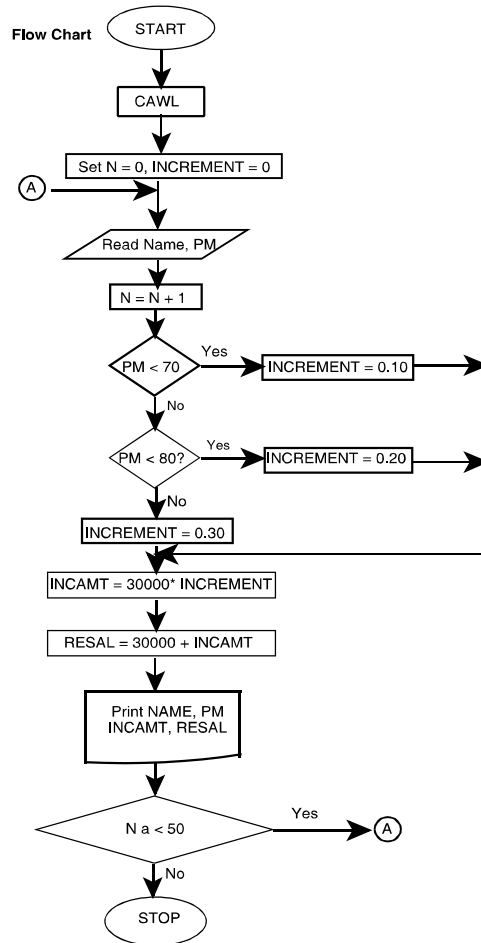 Flow Chart
START
CAWL
Set N = 0, INCREMENT = 0
A
Read Name, PM
N = N + 1
PM < 70
Yes
INCREMENT = 0.10
No
PM < 80?
Yes
INCREMENT = 0.20
No
INCREMENT = 0.30
INCAMT = 30000* INCREMENT
RESAL = 30000 + INCAMT
Print NAME, PM
INCAMT, RESAL
N a < 50
Yes
A
No
STOP